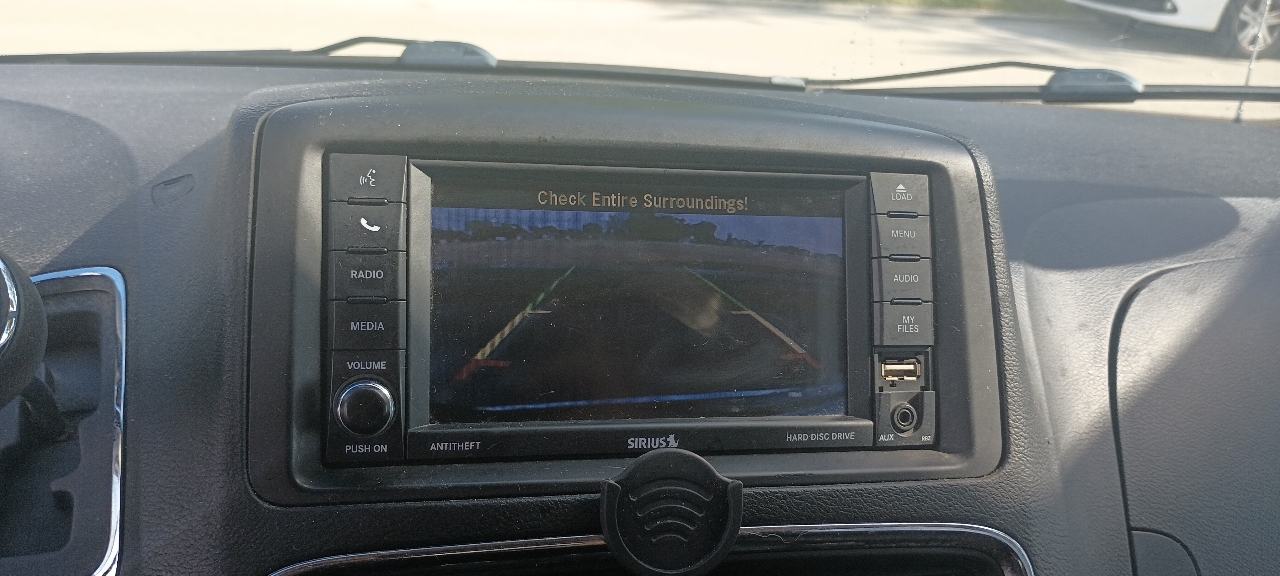 Check Entire Surroundings!
RADIO
MEDIA
VOLUME
PUSH ON
LOAD
MENU
AUDIO
MY
FILES
AUX
RBZ
ANTITHEFT
SIRIUS
HARD DISC DRIVE